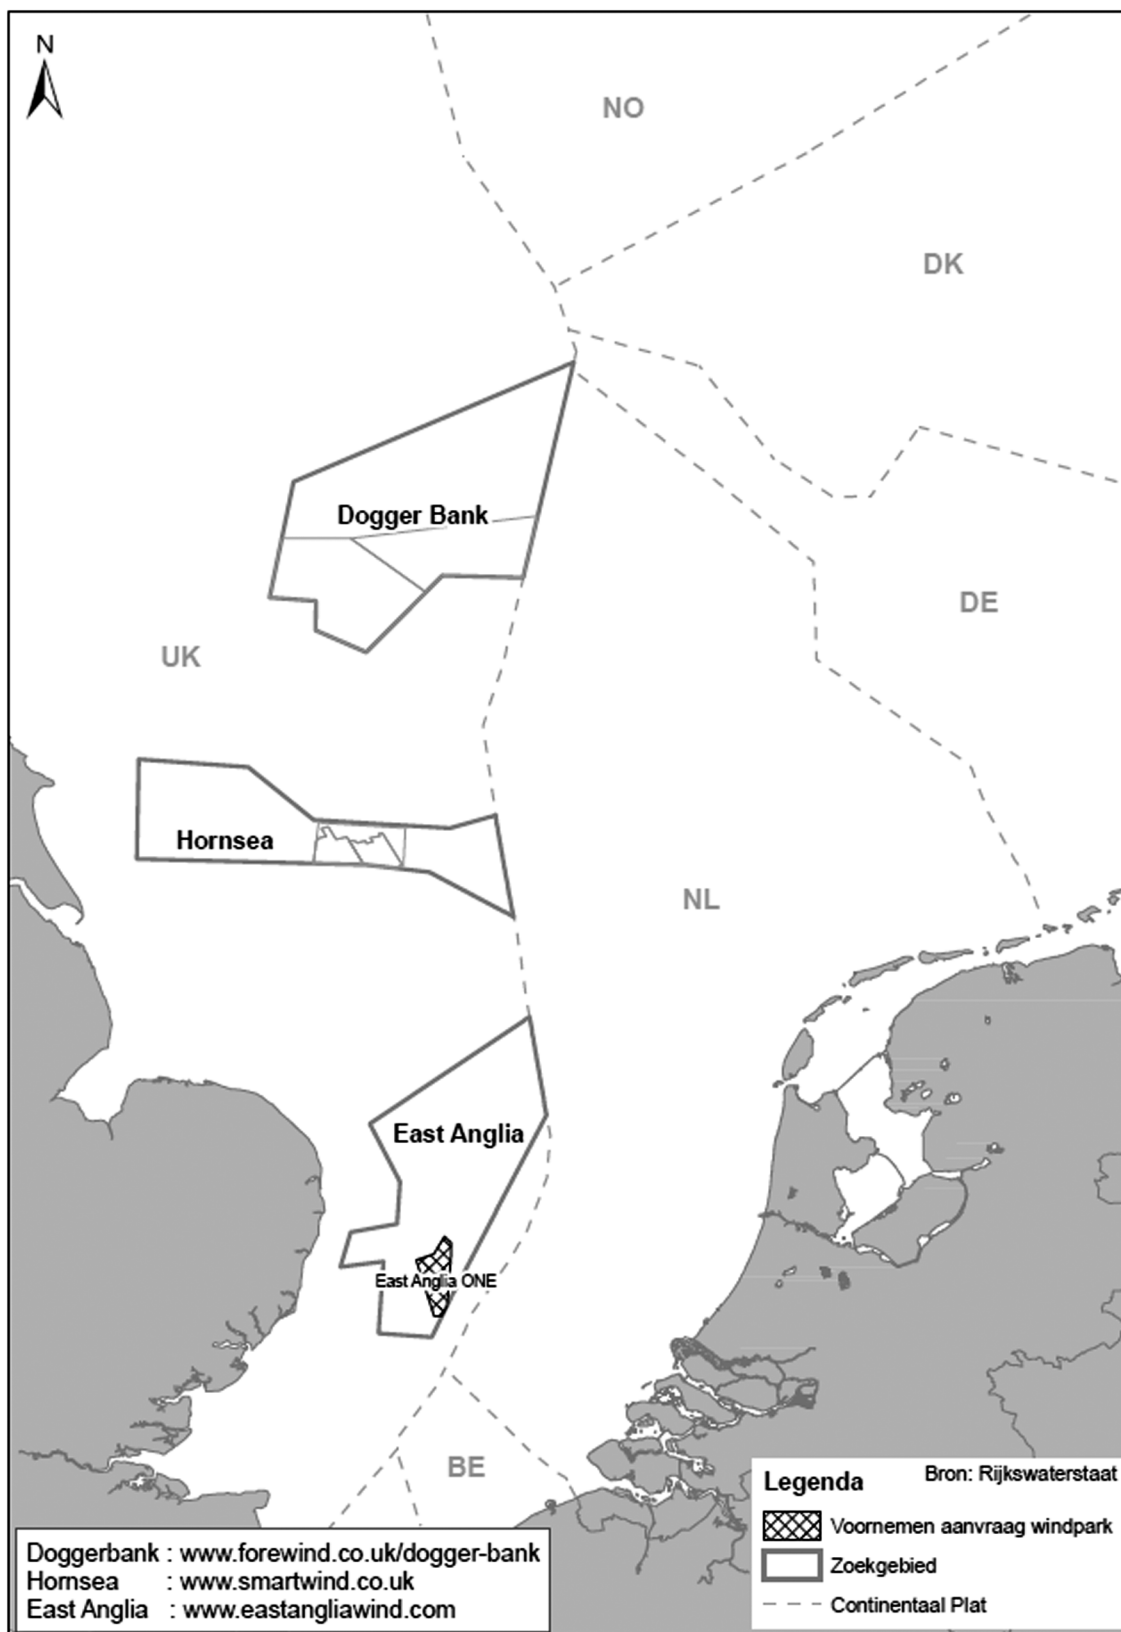 N
NO
DK
Dogger Bank
DE
UK
Hornsea
NL
East Anglia
East Anglia ONE
BE
Legenda
Bron: Rijkswaterstaat
Voornemen aanvraag windpark
Zoekgebied
Continentaal Plat
Doggerbank : www.forewind.co.uk/dogger-bank
Hornsea : www.smartwind.co.uk
East Anglia : www.eastangliawind.com